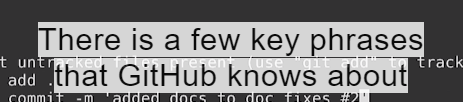 There is a few key phrases
t untracked files present (use "git add" to track
that GitHub knows about
add .
commit -m 'added docs to doc fixes #2